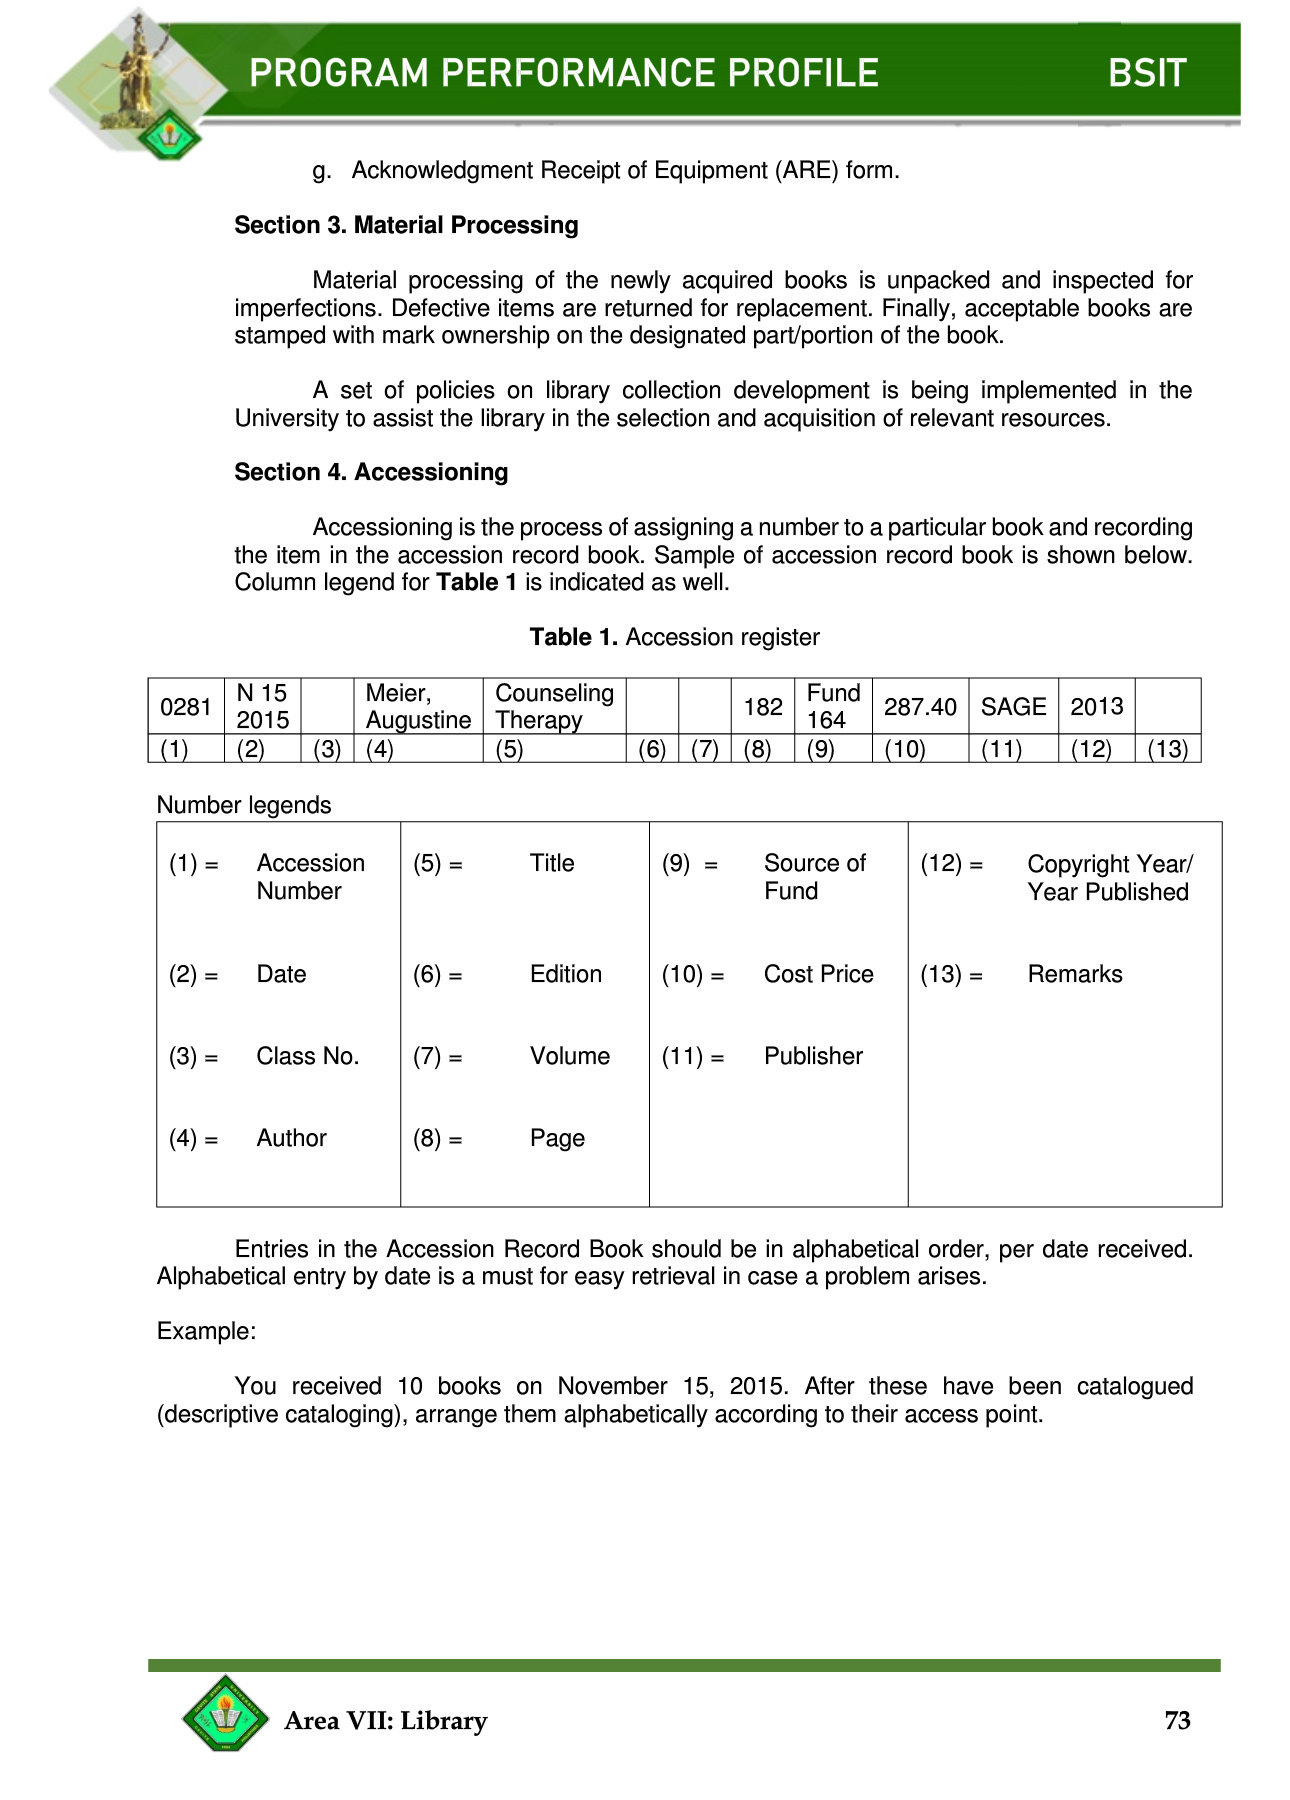 PROGRAM PERFORMANCE PROFILE BSIT
g. Acknowledgment Receipt of Equipment (ARE) form.
Section 3. Material Processing
Material processing of the newly acquired books is unpacked and inspected for
imperfections. Defective items are returned for replacement. Finally, acceptable books are
stamped with mark ownership on the designated part/portion of the book.
A set of policies on library collection development is being implemented in the
University to assist the library in the selection and acquisition of relevant resources.
Section 4. Accessioning
Accessioning is the process of assigning a number to a particular book and recording
the item in the accession record book. Sample of accession record book is shown below.
Column legend for Table 1 is indicated as well.
Table 1. Accession register
0281 N 15 2015 Meier, Augustine Counseling Therapy 182 Fund 164 287.40 SAGE 2013
(1) (2) (3) (4) (5) (6) (7) (8) (9) (10) (11) (12) (13)
Number legends
(1) = Accession Number (5) = Title (9) = Source of Fund (12) = Copyright Year/ Year Published
(2) = Date (6) = Edition (10) = Cost Price (13) = Remarks
(3) = Class No. (7) = Volume (11) = Publisher
(4) = Author (8) = Page
Entries in the Accession Record Book should be in alphabetical order, per date received.
Alphabetical entry by date is a must for easy retrieval in case a problem arises.
Example:
You received 10 books on November 15, 2015. After these have been catalogued
(descriptive cataloging), arrange them alphabetically according to their access point.
Area VII: Library 73